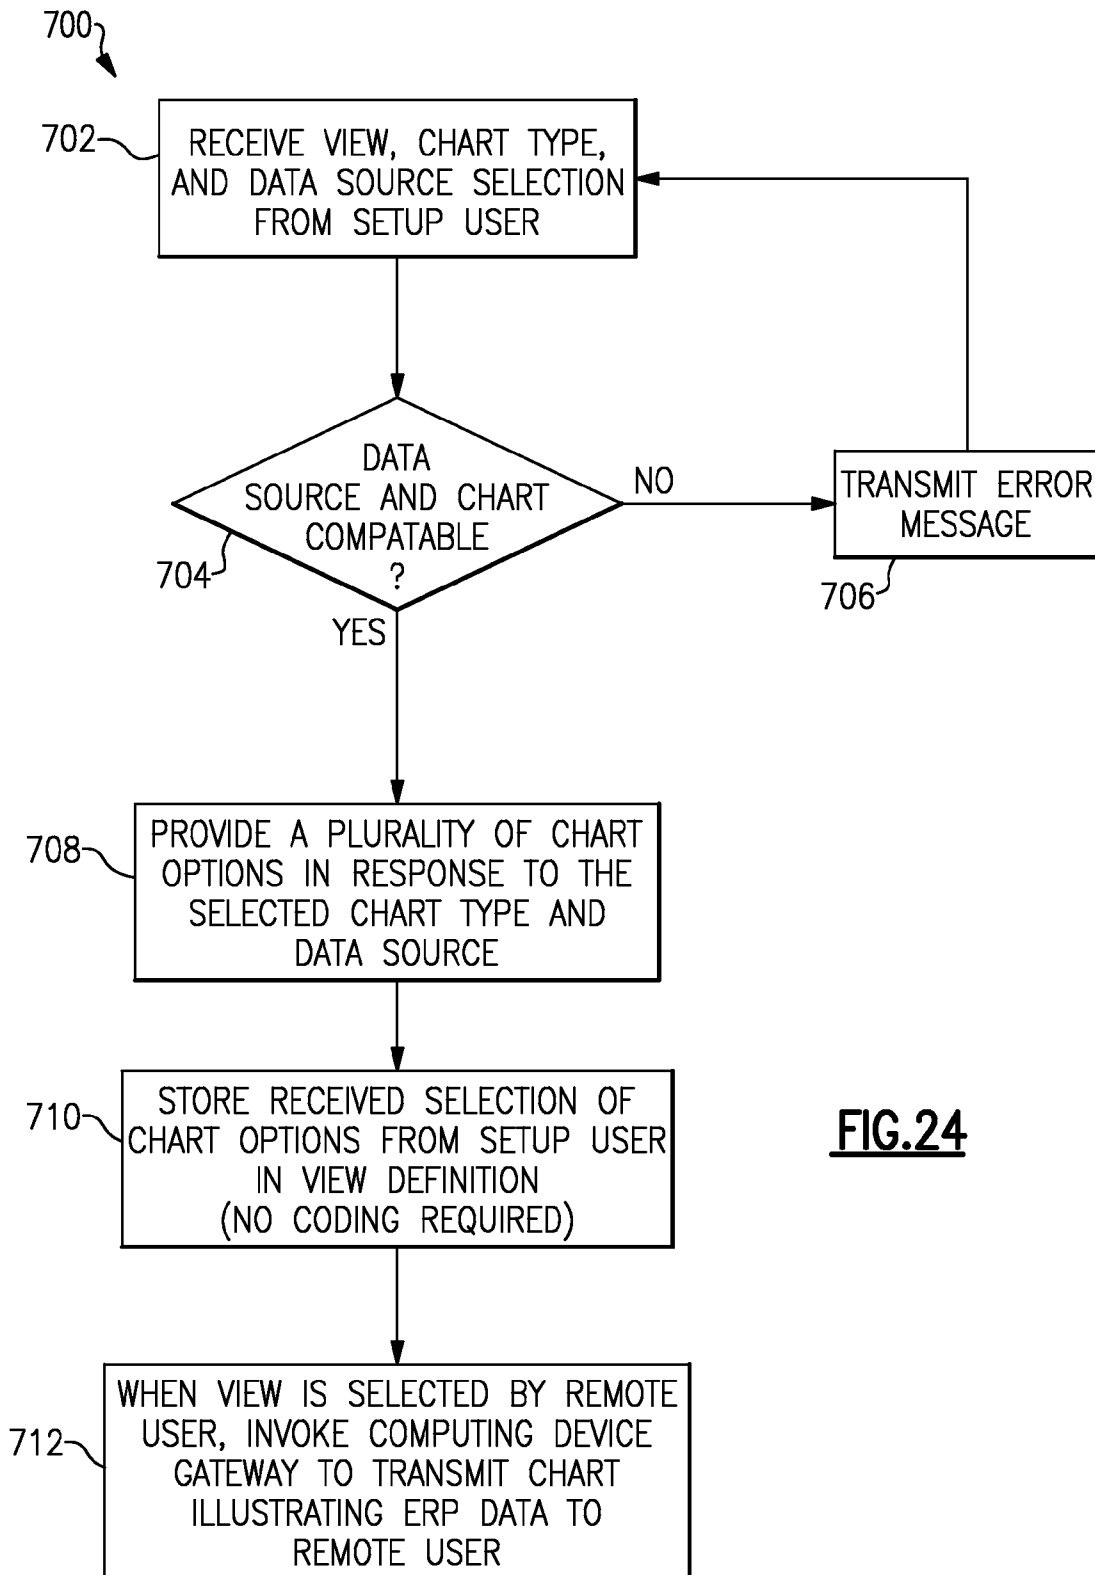 700
702
RECEIVE VIEW, CHART TYPE,
AND DATA SOURCE SELECTION
FROM SETUP USER
DATA
SOURCE AND CHART
COMPATABLE
?
704
NO
TRANSMIT ERROR
MESSAGE
706
YES
708
PROVIDE A PLURALITY OF CHART
OPTIONS IN RESPONSE TO THE
SELECTED CHART TYPE AND
DATA SOURCE
710
STORE RECEIVED SELECTION OF
CHART OPTIONS FROM SETUP USER
IN VIEW DEFINITION
(NO CODING REQUIRED)
FIG.24
712
WHEN VIEW IS SELECTED BY REMOTE
USER, INVOKE COMPUTING DEVICE
GATEWAY TO TRANSMIT CHART
ILLUSTRATING ERP DATA TO
REMOTE USER